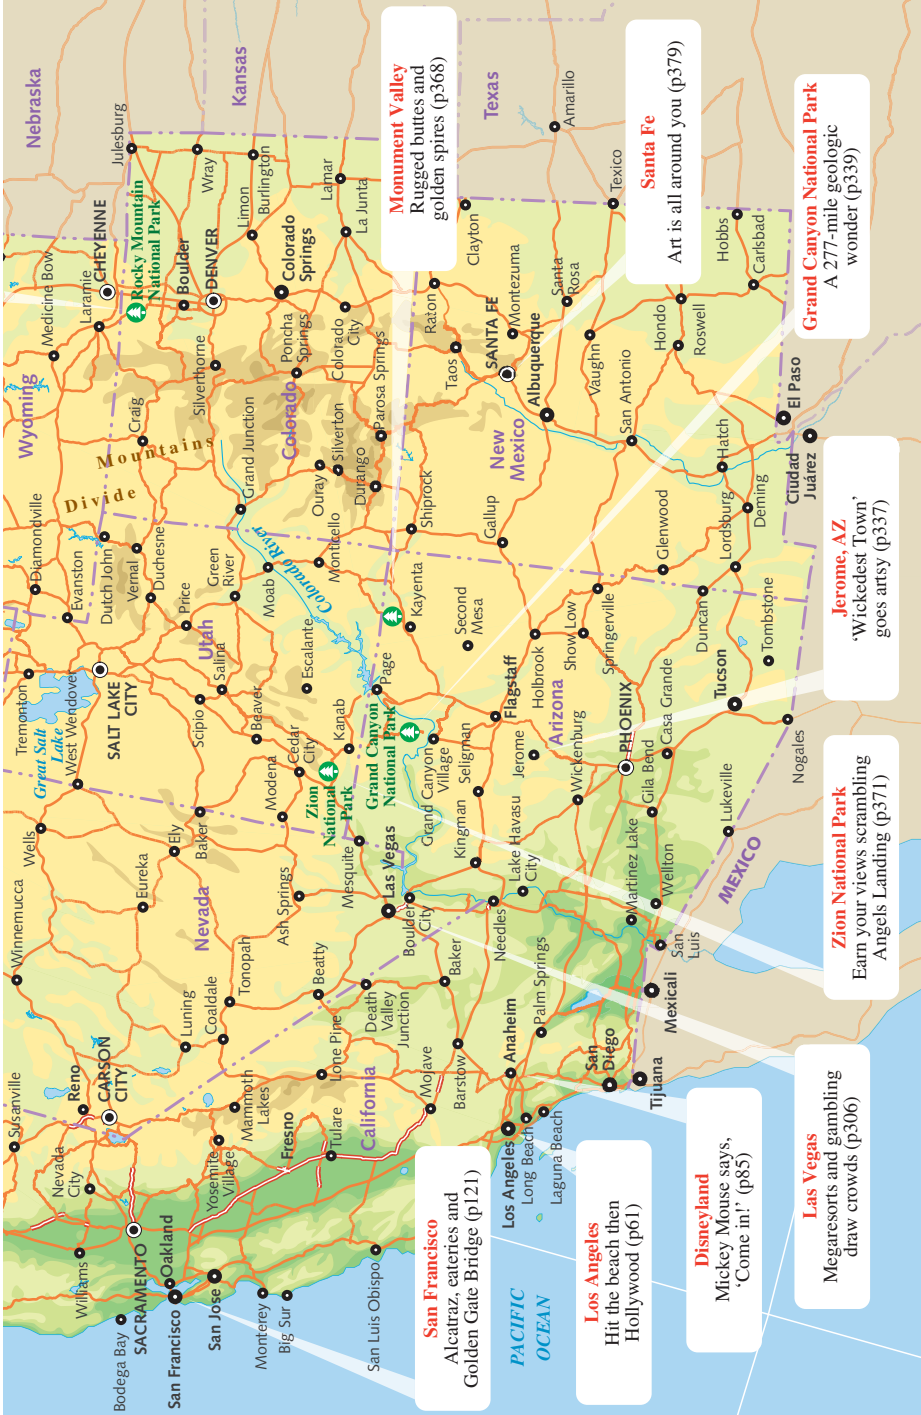 Bodega Bay
Williams
SACRAMENTO
Oakland
San Francisco
San Jose
Monterey
Big Sur
San Luis Obispo
Nevada
City
Susanville
Reno
CARSON
CITY
Yosemite
Village
Mammoth
Lakes
Fresno
Tulare
Lone Pine
California
Winnemucca
Wells
Luning
Coaldale
Tonopah
Nevada
Eureka
Ely
Baker
Ash Springs
Beatty
Death
Valley
Junction
Mesquite
Las Vegas
Boulder
City
Tremonton
Great Salt
Lake
West Wendover
SALT LAKE
CITY
Diamondville
Evanston
Dutch John
Vernal
Duchesne
Price
Green
River
Utah
Salina
Scipio
Beaver
Modena
Cedar
City
Escalante
Kanab
Moab
Monticello
Colorado River
Zion
National
Park
Grand Canyon
National Park
Page
Kayenta
Wyoming
Medicine Bow
Laramie
CHEYENNE
Nebraska
Julesburg
Kansas
Divide
Mountains
Craig
Rocky Mountain
National Park
Boulder
DENVER
Wray
Limon
Burlington
Silverthorne
Grand Junction
Colorado
Colorado
Springs
Poncha
Springs
Colorado
City
Lamar
La Junta
Ouray
Silverton
Durango
Parosa Springs
Mojave
Barstow
Baker
Needles
Los Angeles
Long Beach
Laguna Beach
Anaheim
Palm Springs
San
Diego
Tijuana
Mexicali
San
Luis
MEXICO
PACIFIC
OCEAN
Grand Canyon
Village
Seligman
Kingman
Lake Havasu
City
Jerome
Flagstaff
Second
Mesa
Holbrook
Show Low
Springerville
Arizona
Wickenburg
PHOENIX
Martinez Lake
Wellton
Gila Bend
Casa Grande
Lukeville
Tucson
Tombstone
Nogales
Duncan
Shiprock
Gallup
Glenwood
Lordsburg
Deming
Hatch
New
Mexico
Raton
Taos
Clayton
SANTA FE
Montezuma
Albuquerque
Santa
Rosa
Vaughn
San Antonio
Texico
Hondo
Roswell
Hobbs
Carlsbad
El Paso
Ciudad
Juárez
Texas
Amarillo
San Francisco
Alcatraz, eateries and
Golden Gate Bridge (p121)
Monument Valley
Rugged buttes and
golden spires (p368)
Los Angeles
Hit the beach then
Hollywood (p61)
Santa Fe
Art is all around you (p379)
Disneyland
Mickey Mouse says,
‘Come in!’ (p85)
Las Vegas
Megaresorts and gambling
draw crowds (p306)
Zion National Park
Earn your views scrambling
Angels Landing (p371)
Jerome, AZ
‘Wickedest Town’
goes artsy (p337)
Grand Canyon National Park
A 277-mile geologic
wonder (p339)